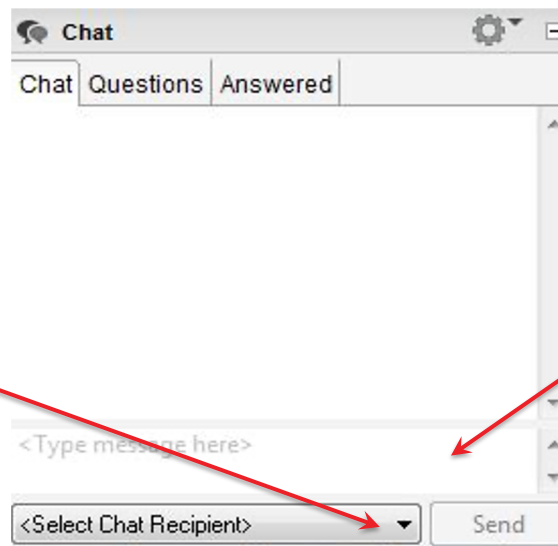 Chat
Chat Questions Answered
<Type message here>
<Select Chat Recipient> Send